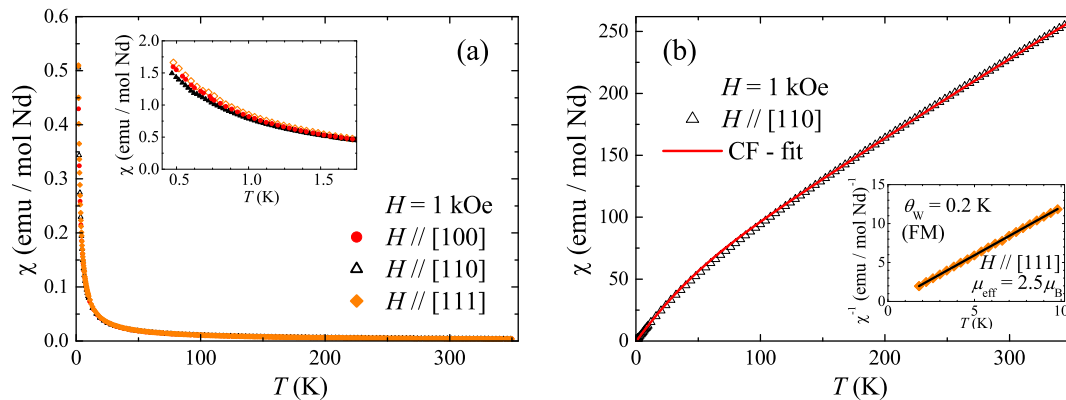 0.6
0.5
0.4
0.3
0.2
0.1
0.0
χ (emu / mol Nd)
0
100
200
300
T (K)
(a)
2.0
1.5
1.0
0.5
0.0
χ (emu / mol Nd)
0.5
1.0
1.5
T (K)
H = 1 kOe
H // [100]
H // [110]
H // [111]
250
200
150
100
50
0
χ (emu / mol Nd)
0
100
200
300
T (K)
(b)
H = 1 kOe
H // [110]
CF - fit
15
10
5
0
χ⁻¹ (emu / mol Nd)⁻¹
0
5
10
T (K)
θ_W = 0.2 K
(FM)
H // [111]
μ_eff = 2.5μ_B